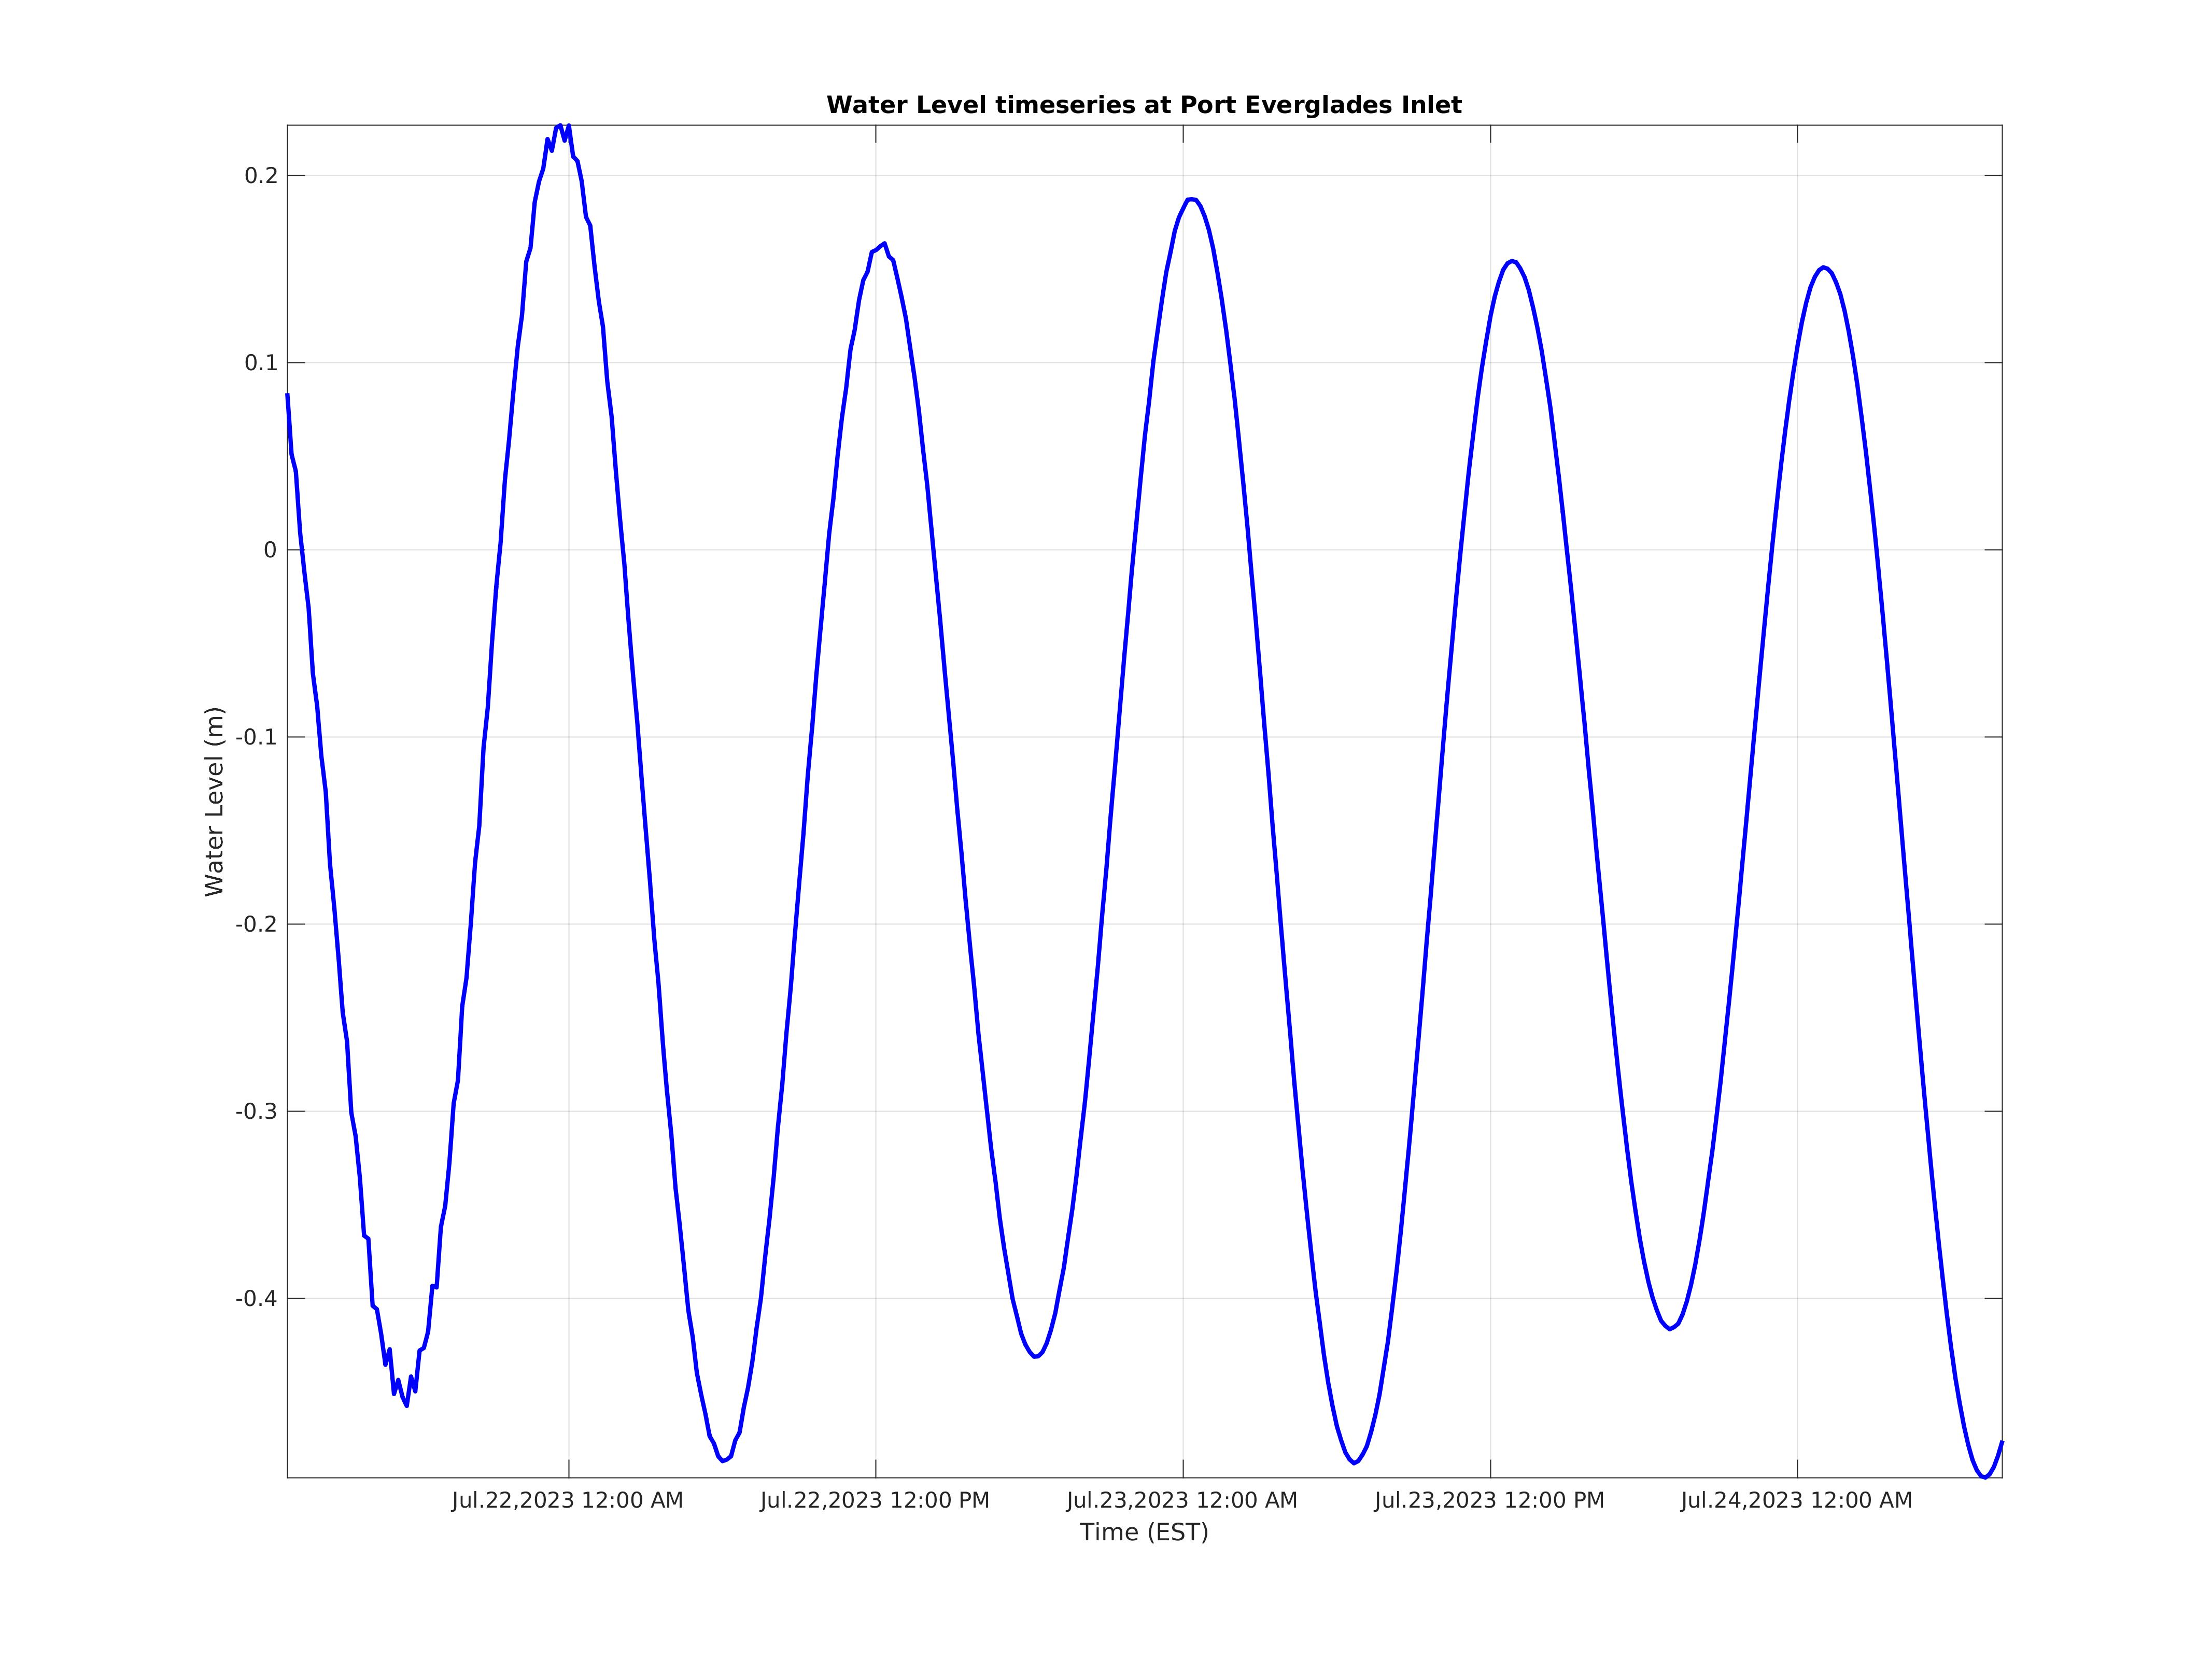 Water Level timeseries at Port Everglades Inlet
0.2
0.1
0
-0.1
-0.2
-0.3
-0.4
Water Level (m)
Jul.22,2023 12:00 AM
Jul.22,2023 12:00 PM
Jul.23,2023 12:00 AM
Jul.23,2023 12:00 PM
Jul.24,2023 12:00 AM
Time (EST)